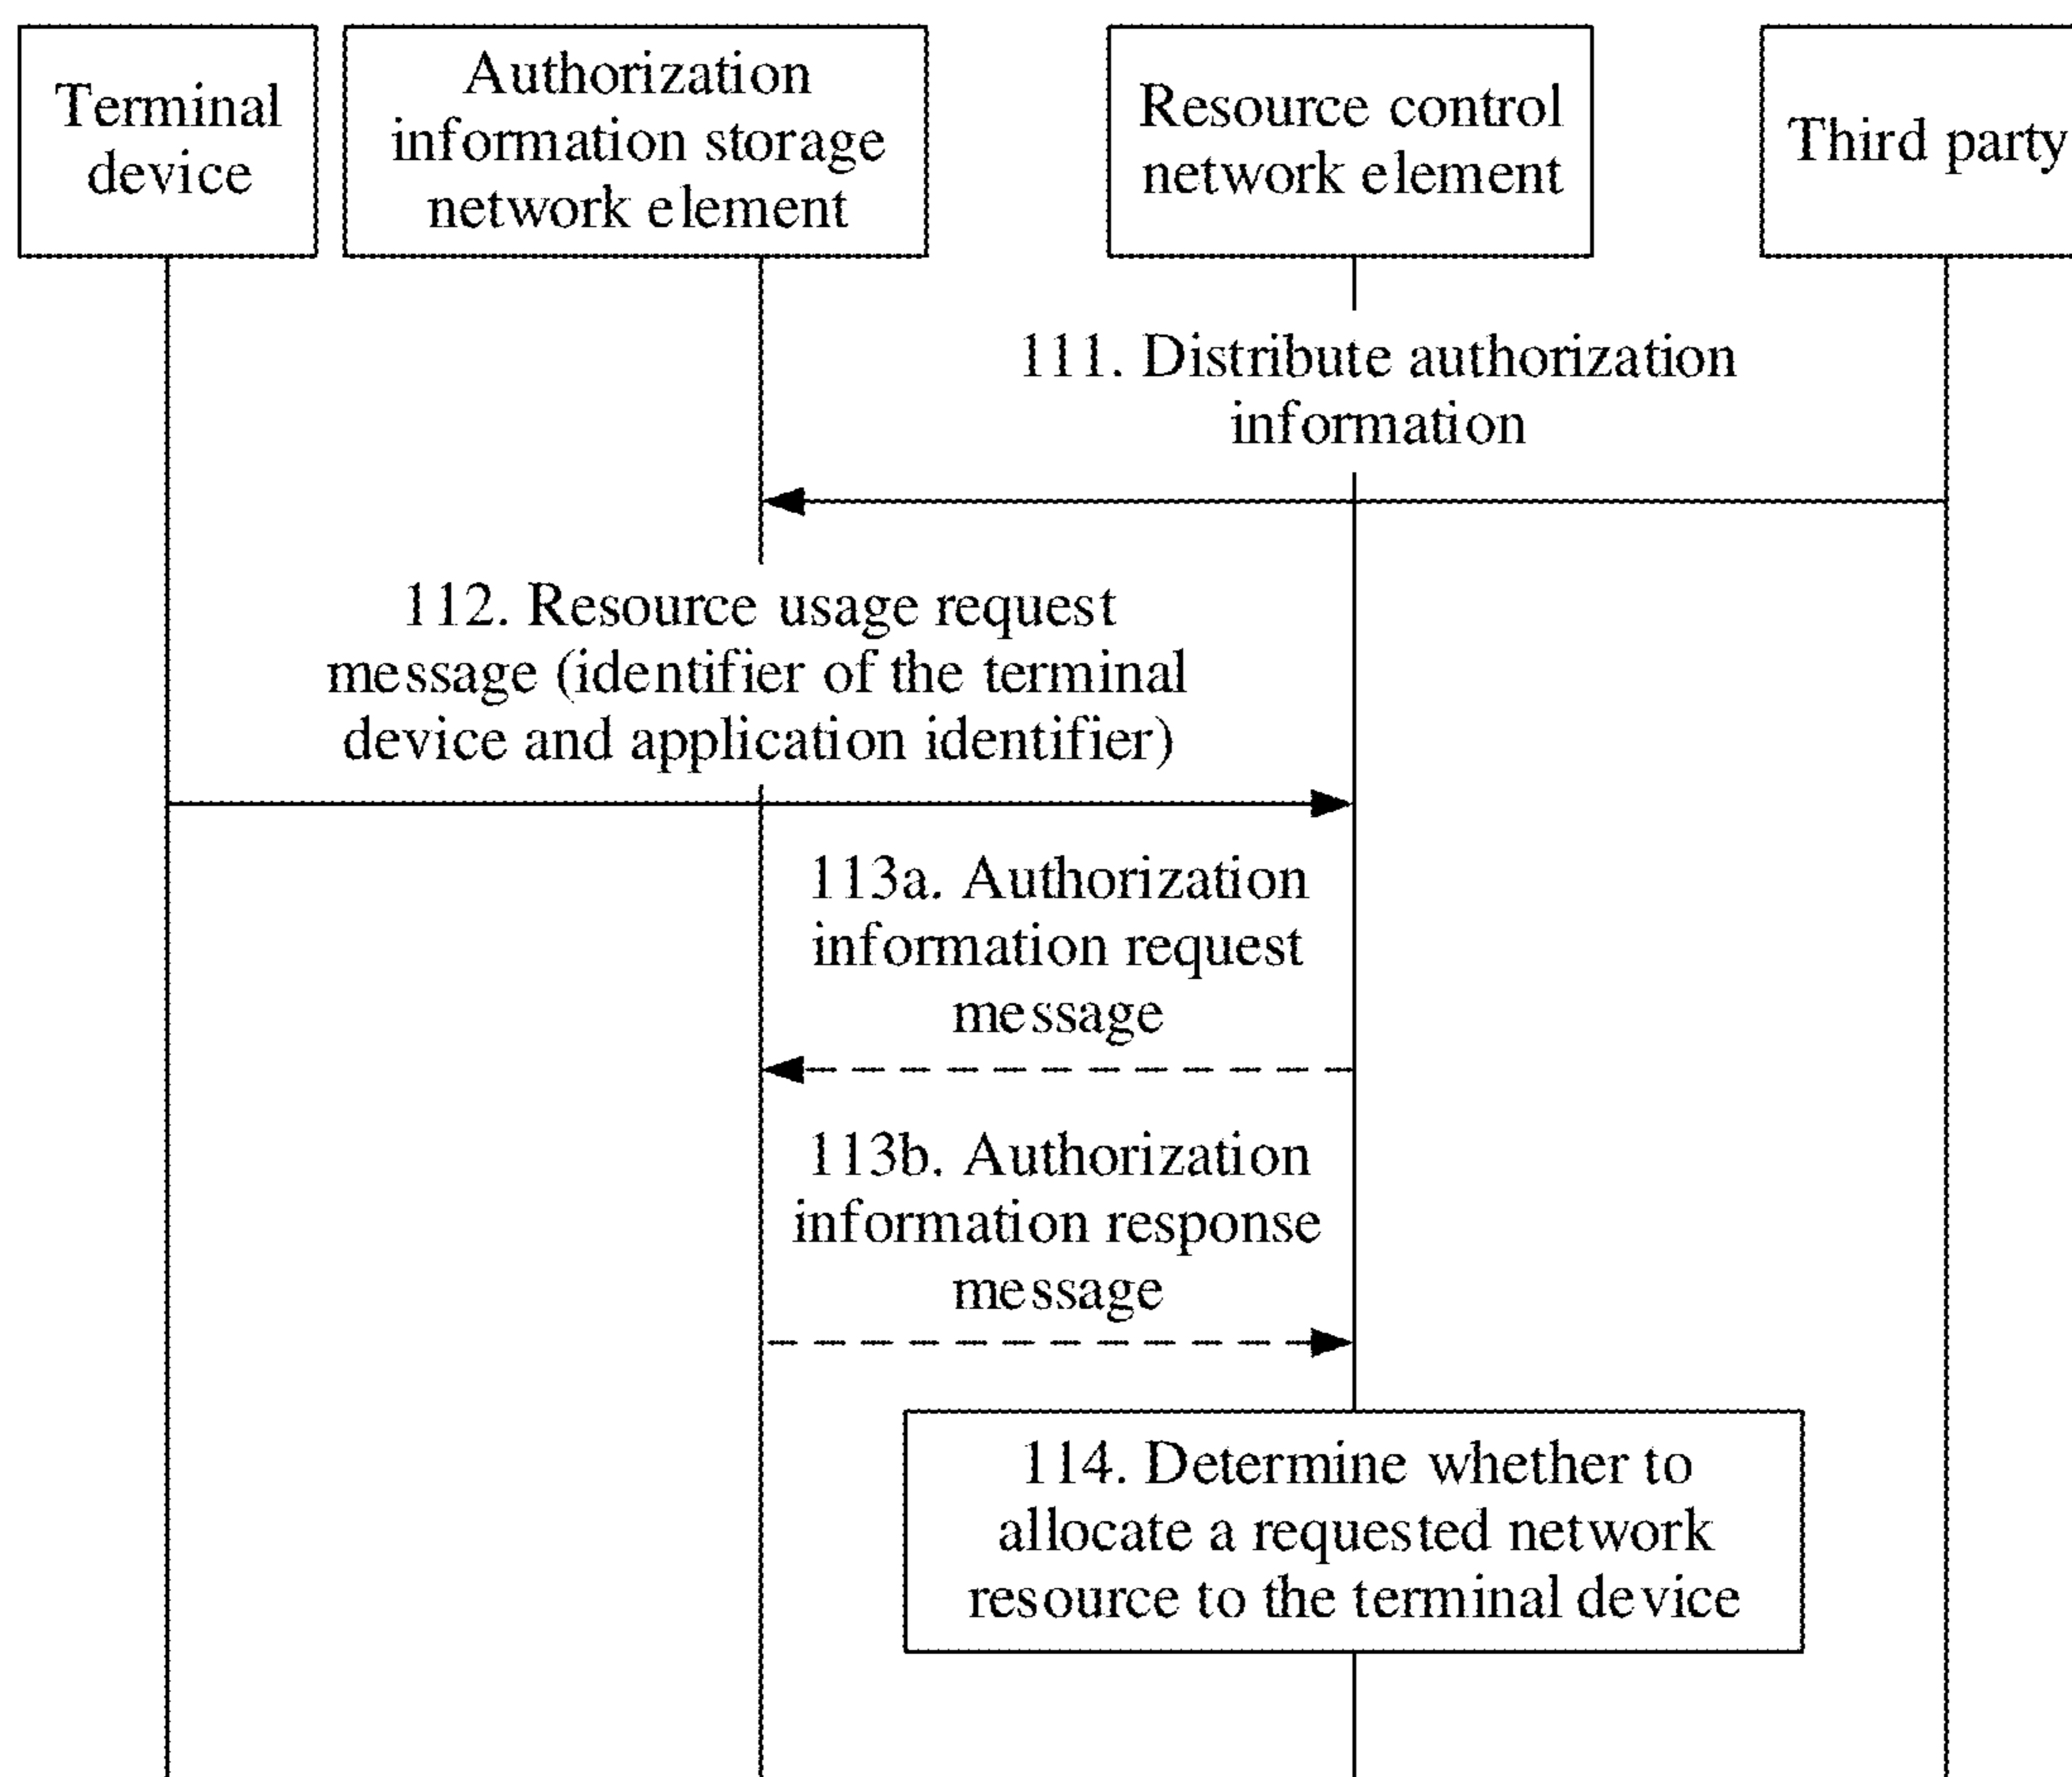 Terminal
device
Authorization
information storage
network element
Resource control
network element
Third party
111. Distribute authorization
information
112. Resource usage request
message (identifier of the terminal
device and application identifier)
113a. Authorization
information request
message
113b. Authorization
information response
message
114. Determine whether to
allocate a requested network
resource to the terminal device